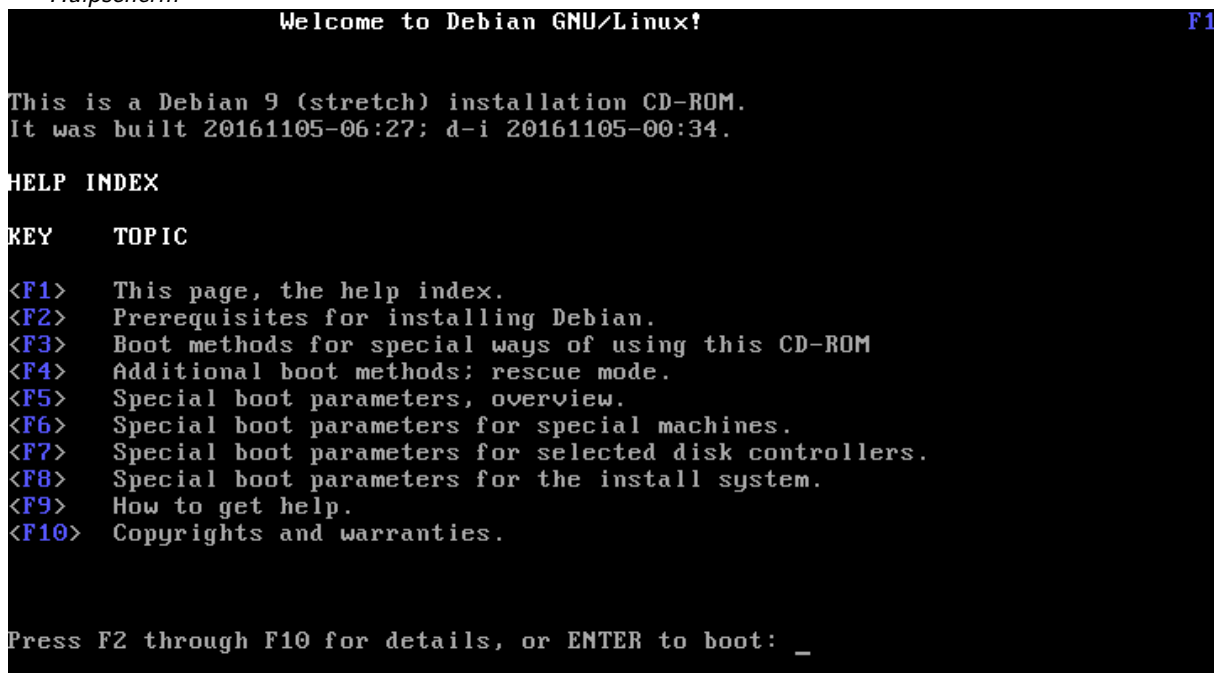 Hulpscherm
Welcome to Debian GNU/Linux! F1
This is a Debian 9 (stretch) installation CD-ROM.
It was built 20161105-06:27; d-i 20161105-00:34.
HELP INDEX
KEY TOPIC
<F1> This page, the help index.
<F2> Prerequisites for installing Debian.
<F3> Boot methods for special ways of using this CD-ROM
<F4> Additional boot methods; rescue mode.
<F5> Special boot parameters, overview.
<F6> Special boot parameters for special machines.
<F7> Special boot parameters for selected disk controllers.
<F8> Special boot parameters for the install system.
<F9> How to get help.
<F10> Copyrights and warranties.
Press F2 through F10 for details, or ENTER to boot: _